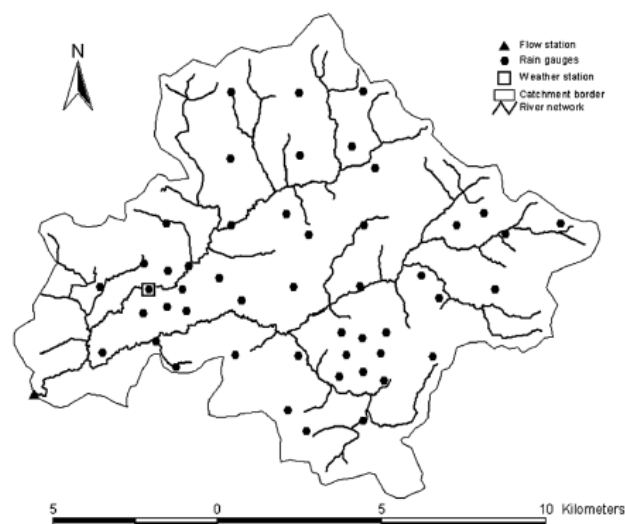 N
Flow station
Rain gauges
Weather station
Catchment border
River network
5 0 5 10 Kilometers